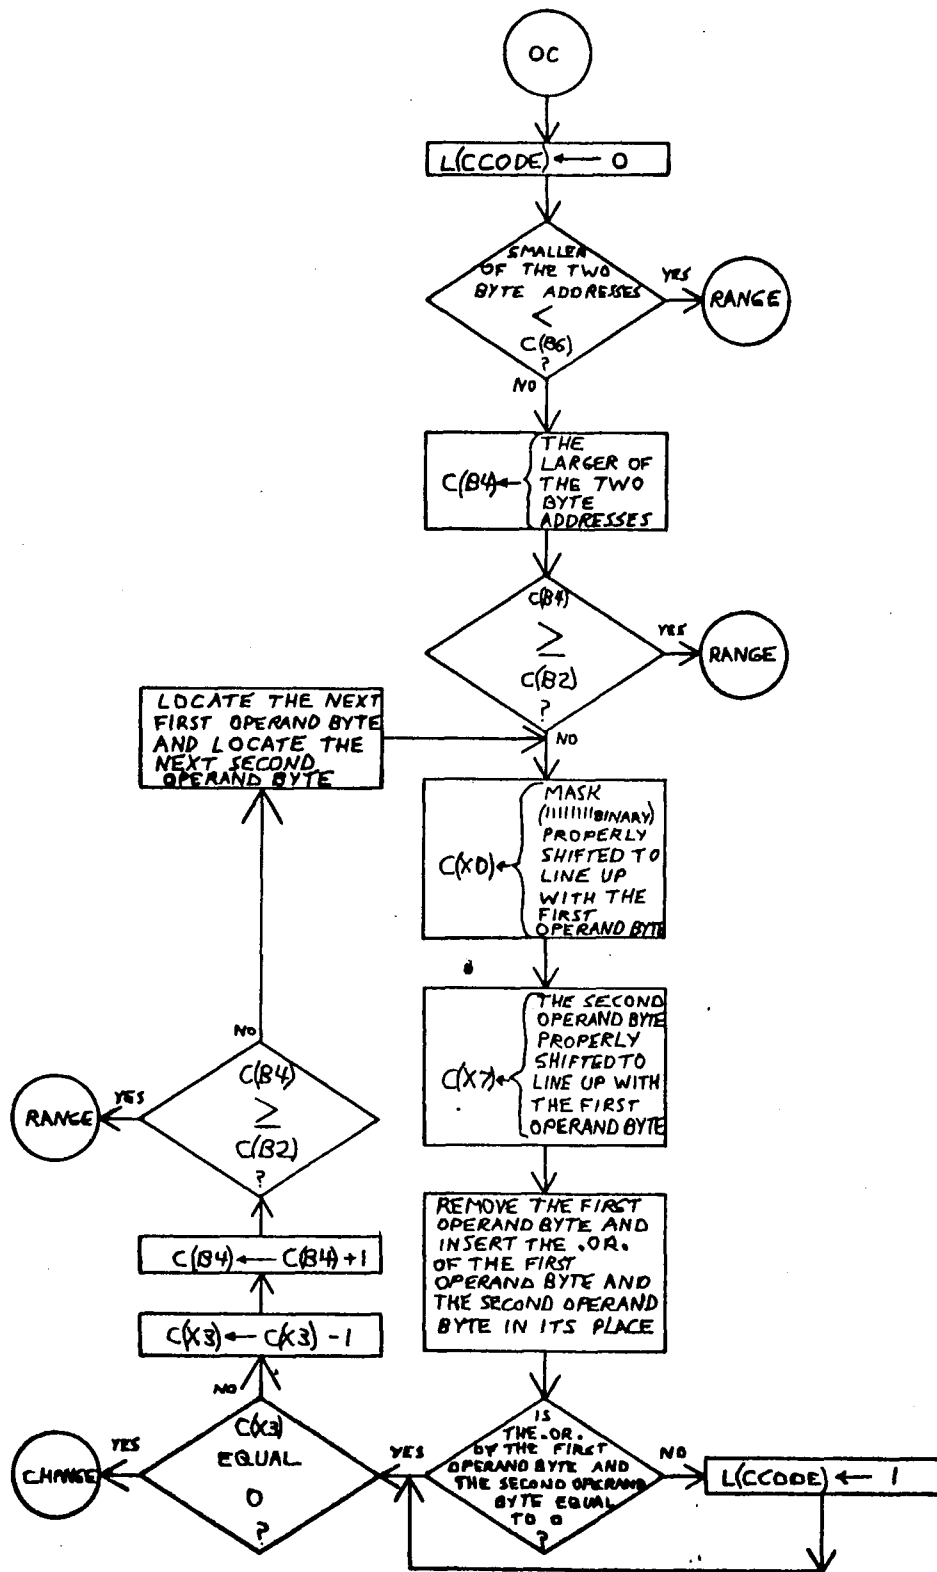 OC
L(CCODE) ← 0
SMALLER
OF THE TWO
BYTE ADDRESSES
<
C(B6)
?
YES
RANGE
NO
C(B4) ←
THE
LARGER OF
THE TWO
BYTE
ADDRESSES
C(B4)
≥
C(B2)
?
YES
RANGE
NO
LOCATE THE NEXT
FIRST OPERAND BYTE
AND LOCATE THE
NEXT SECOND
OPERAND BYTE
C(X0) ←
MASK
(11111111 BINARY)
PROPERLY
SHIFTED TO
LINE UP
WITH THE
FIRST
OPERAND BYTE
C(X7) ←
THE SECOND
OPERAND BYTE
PROPERLY
SHIFTED TO
LINE UP WITH
THE FIRST
OPERAND BYTE
NO
C(B4)
≥
C(B2)
?
YES
RANGE
REMOVE THE FIRST
OPERAND BYTE AND
INSERT THE .OR.
OF THE FIRST
OPERAND BYTE AND
THE SECOND OPERAND
BYTE IN ITS PLACE
C(B4) ← C(B4) + 1
C(X3) ← C(X3) - 1
NO
C(X3)
EQUAL
0
?
YES
CHANGE
IS
THE .OR.
OF THE FIRST
OPERAND BYTE AND
THE SECOND OPERAND
BYTE EQUAL
TO 0
?
YES
NO
L(CCODE) ← 1